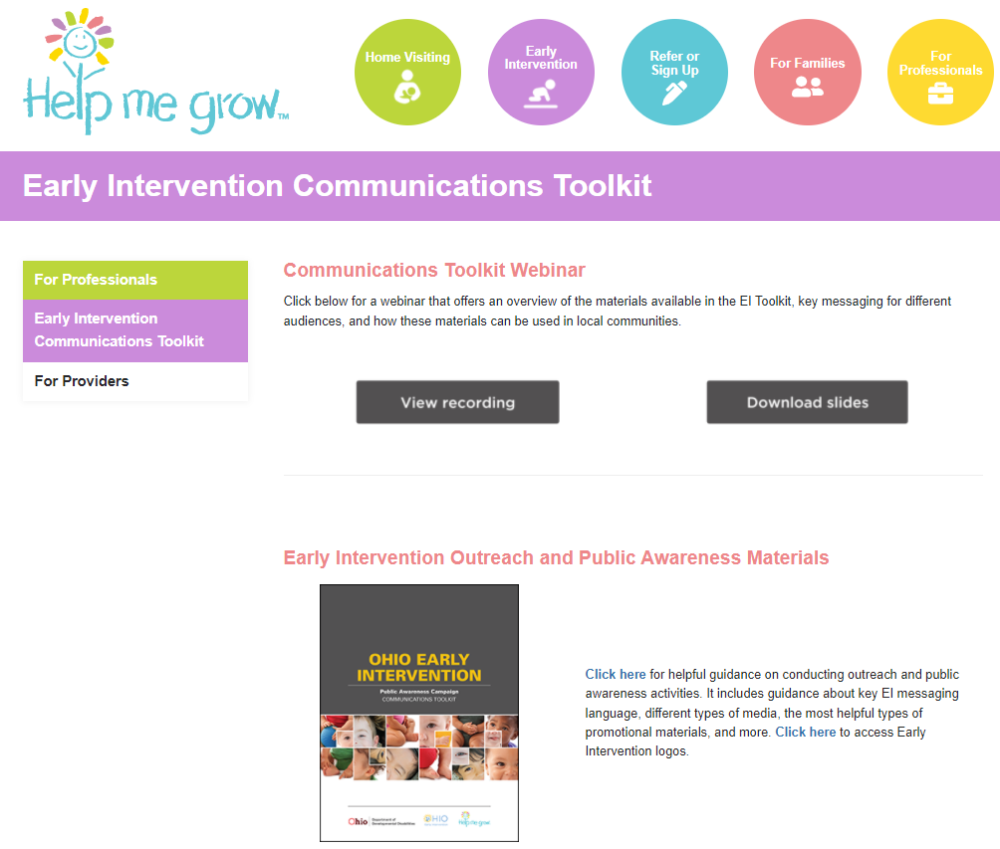 Help me grow™
Home Visiting
Early
Intervention
Refer or
Sign Up
For Families
For
Professionals
Early Intervention Communications Toolkit
For Professionals
Early Intervention
Communications Toolkit
For Providers
Communications Toolkit Webinar
Click below for a webinar that offers an overview of the materials available in the EI Toolkit, key messaging for different
audiences, and how these materials can be used in local communities.
View recording
Download slides
Early Intervention Outreach and Public Awareness Materials
OHIO EARLY
INTERVENTION
Public Awareness Campaign
COMMUNICATIONS TOOLKIT
Ohio
Department of
Developmental Disabilities
OHIO
Help me grow
Click here for helpful guidance on conducting outreach and public
awareness activities. It includes guidance about key EI messaging
language, different types of media, the most helpful types of
promotional materials, and more. Click here to access Early
Intervention logos.